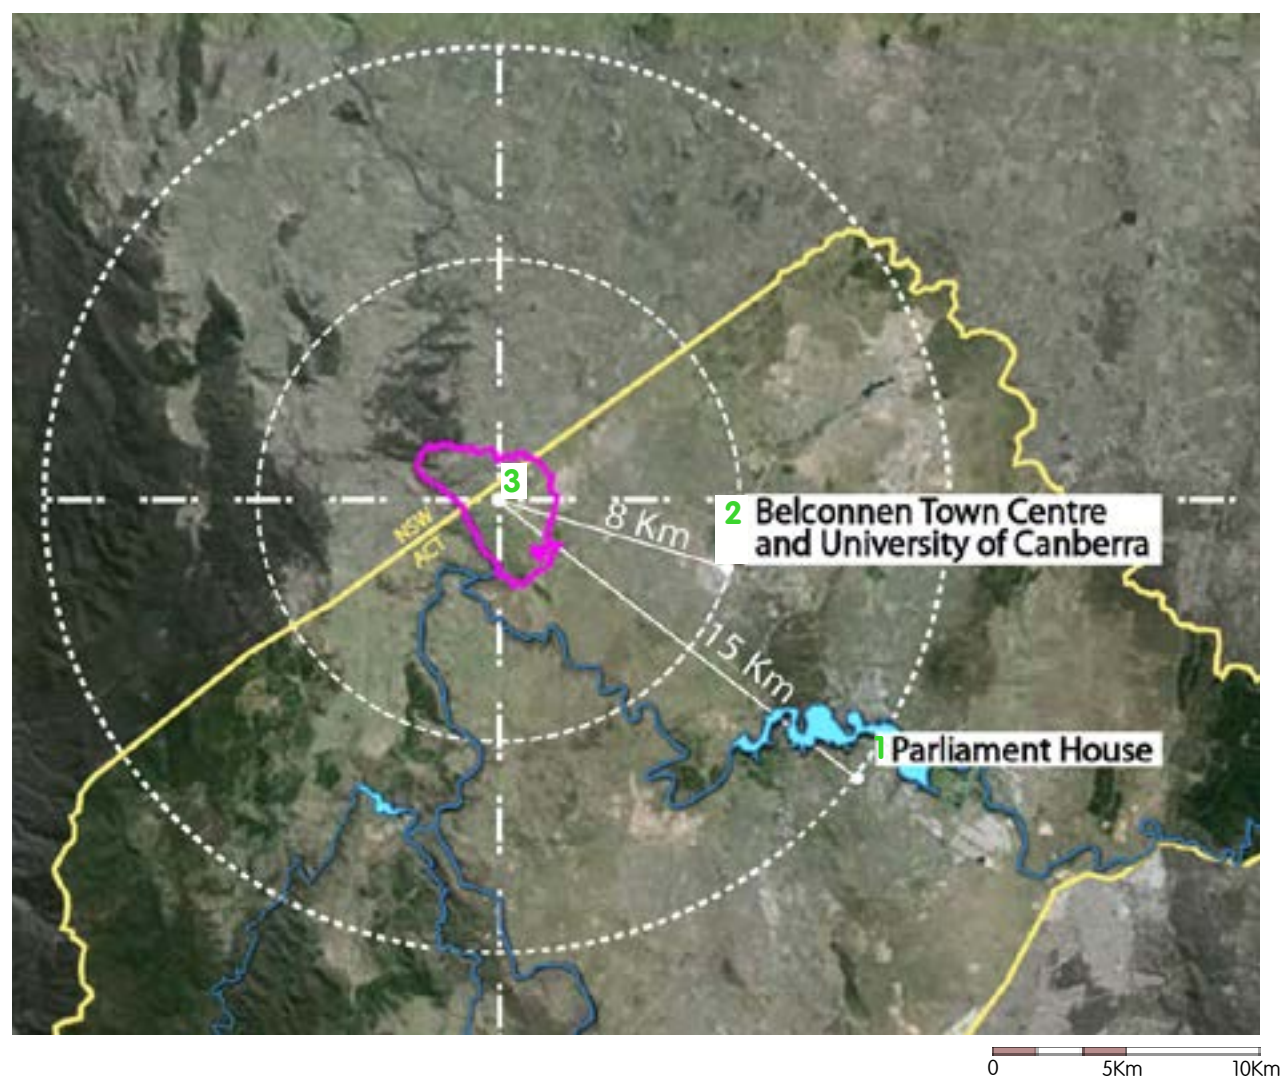 3
NSW
ACT
8 Km
2 Belconnen Town Centre
and University of Canberra
15 Km
1 Parliament House
0 5Km 10Km